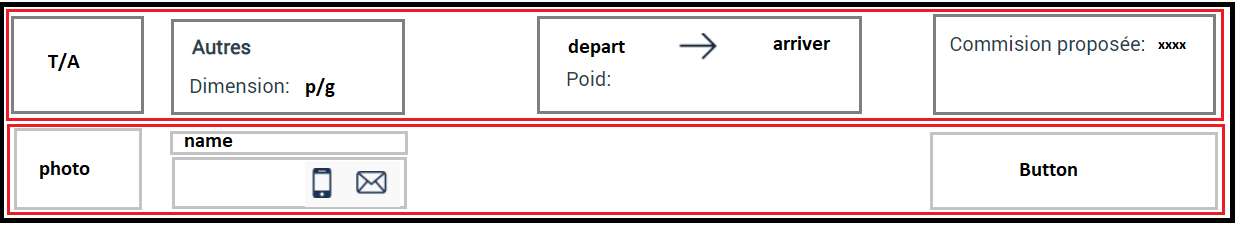 T/A
Autres
Dimension: p/g
depart arriver
Poid:
Commision proposée: xxxx
photo
name
Button